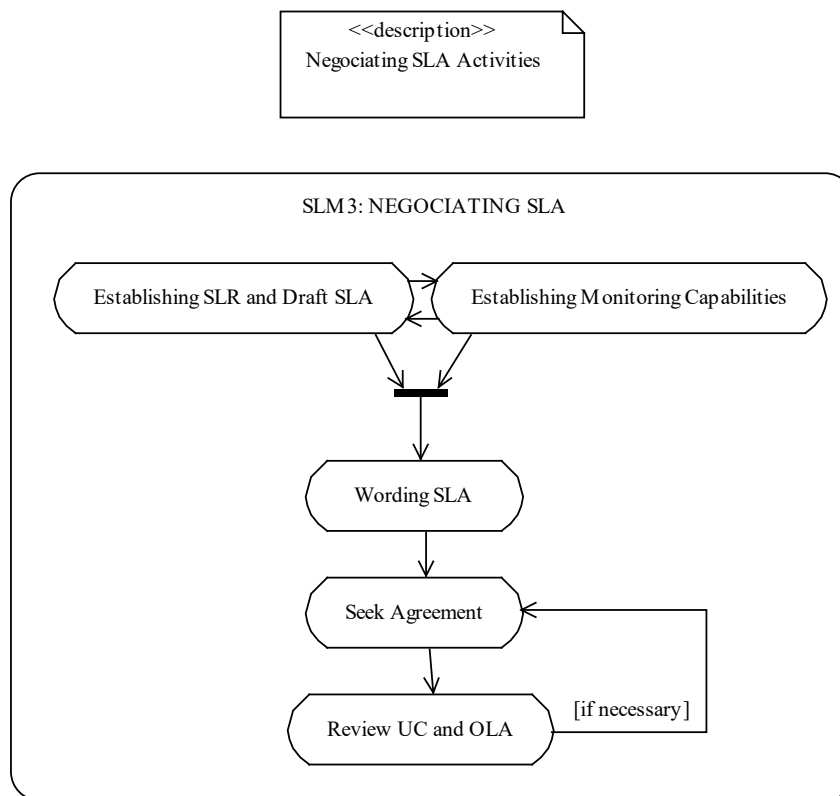 <<description>>
Negociating SLA Activities
SLM3: NEGOCIATING SLA
Establishing SLR and Draft SLA
Establishing Monitoring Capabilities
Wording SLA
Seek Agreement
Review UC and OLA
[if necessary]